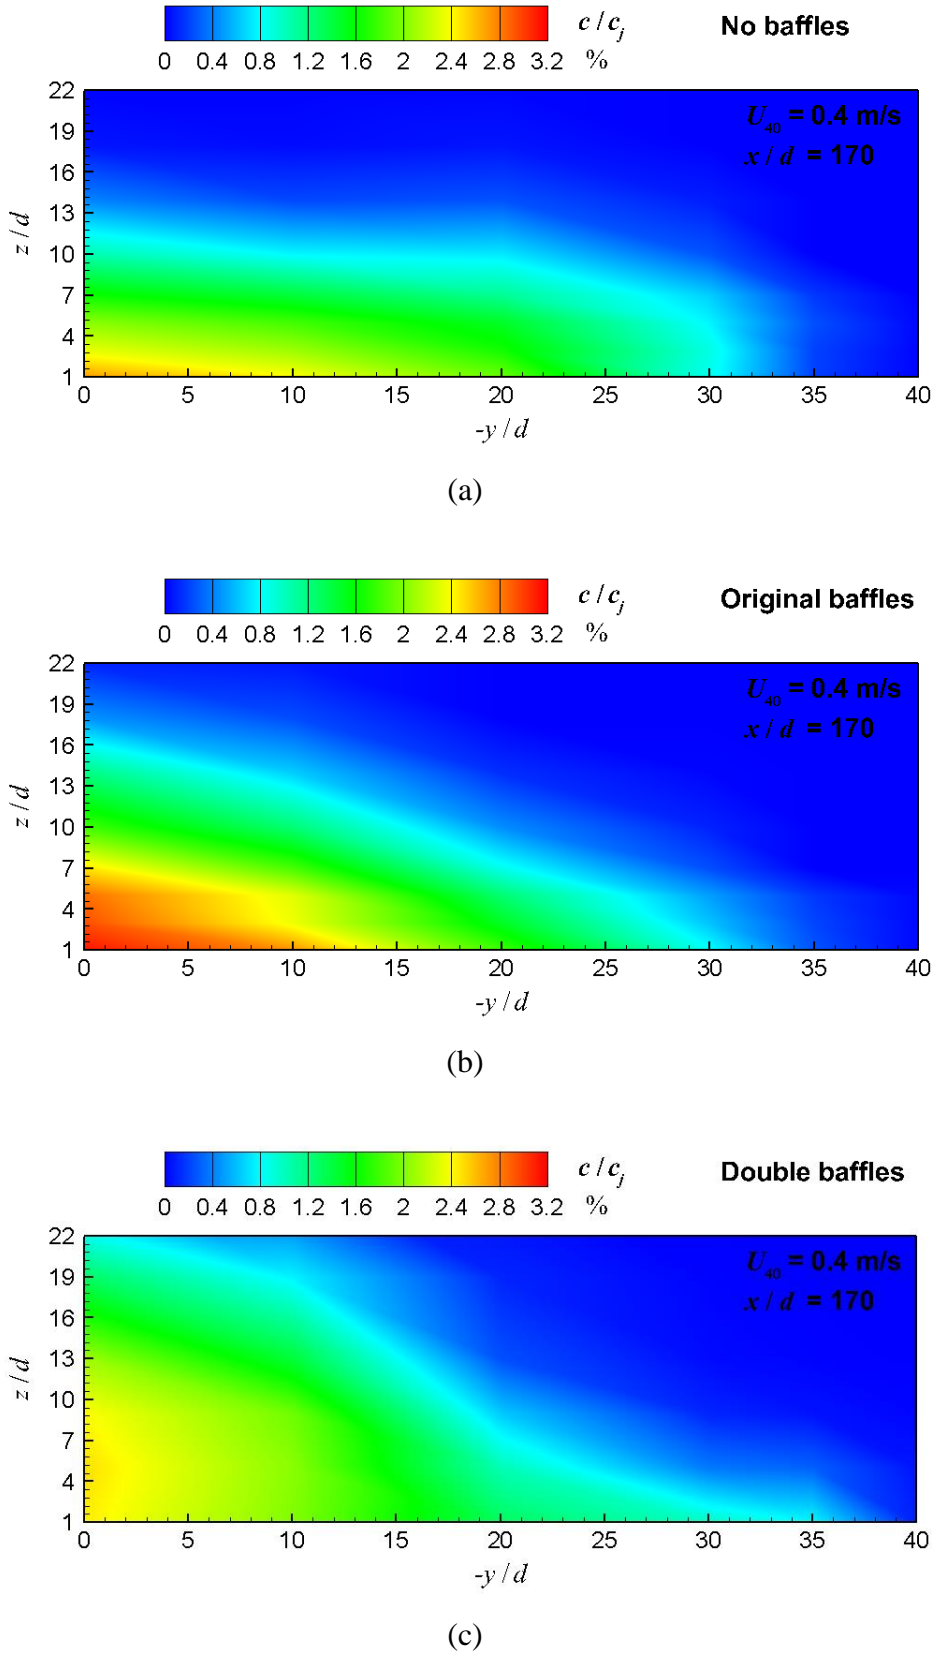 c / c_j No baffles
0 0.4 0.8 1.2 1.6 2 2.4 2.8 3.2 %
22
U₄₀ = 0.4 m/s
19
x / d = 170
16
13
z / d
10
7
4
1
0 5 10 15 20 25 30 35 40
-y / d
(a)
c / c_j Original baffles
0 0.4 0.8 1.2 1.6 2 2.4 2.8 3.2 %
22
U₄₀ = 0.4 m/s
19
x / d = 170
16
13
z / d
10
7
4
1
0 5 10 15 20 25 30 35 40
-y / d
(b)
c / c_j Double baffles
0 0.4 0.8 1.2 1.6 2 2.4 2.8 3.2 %
22
U₄₀ = 0.4 m/s
19
x / d = 170
16
13
z / d
10
7
4
1
0 5 10 15 20 25 30 35 40
-y / d
(c)